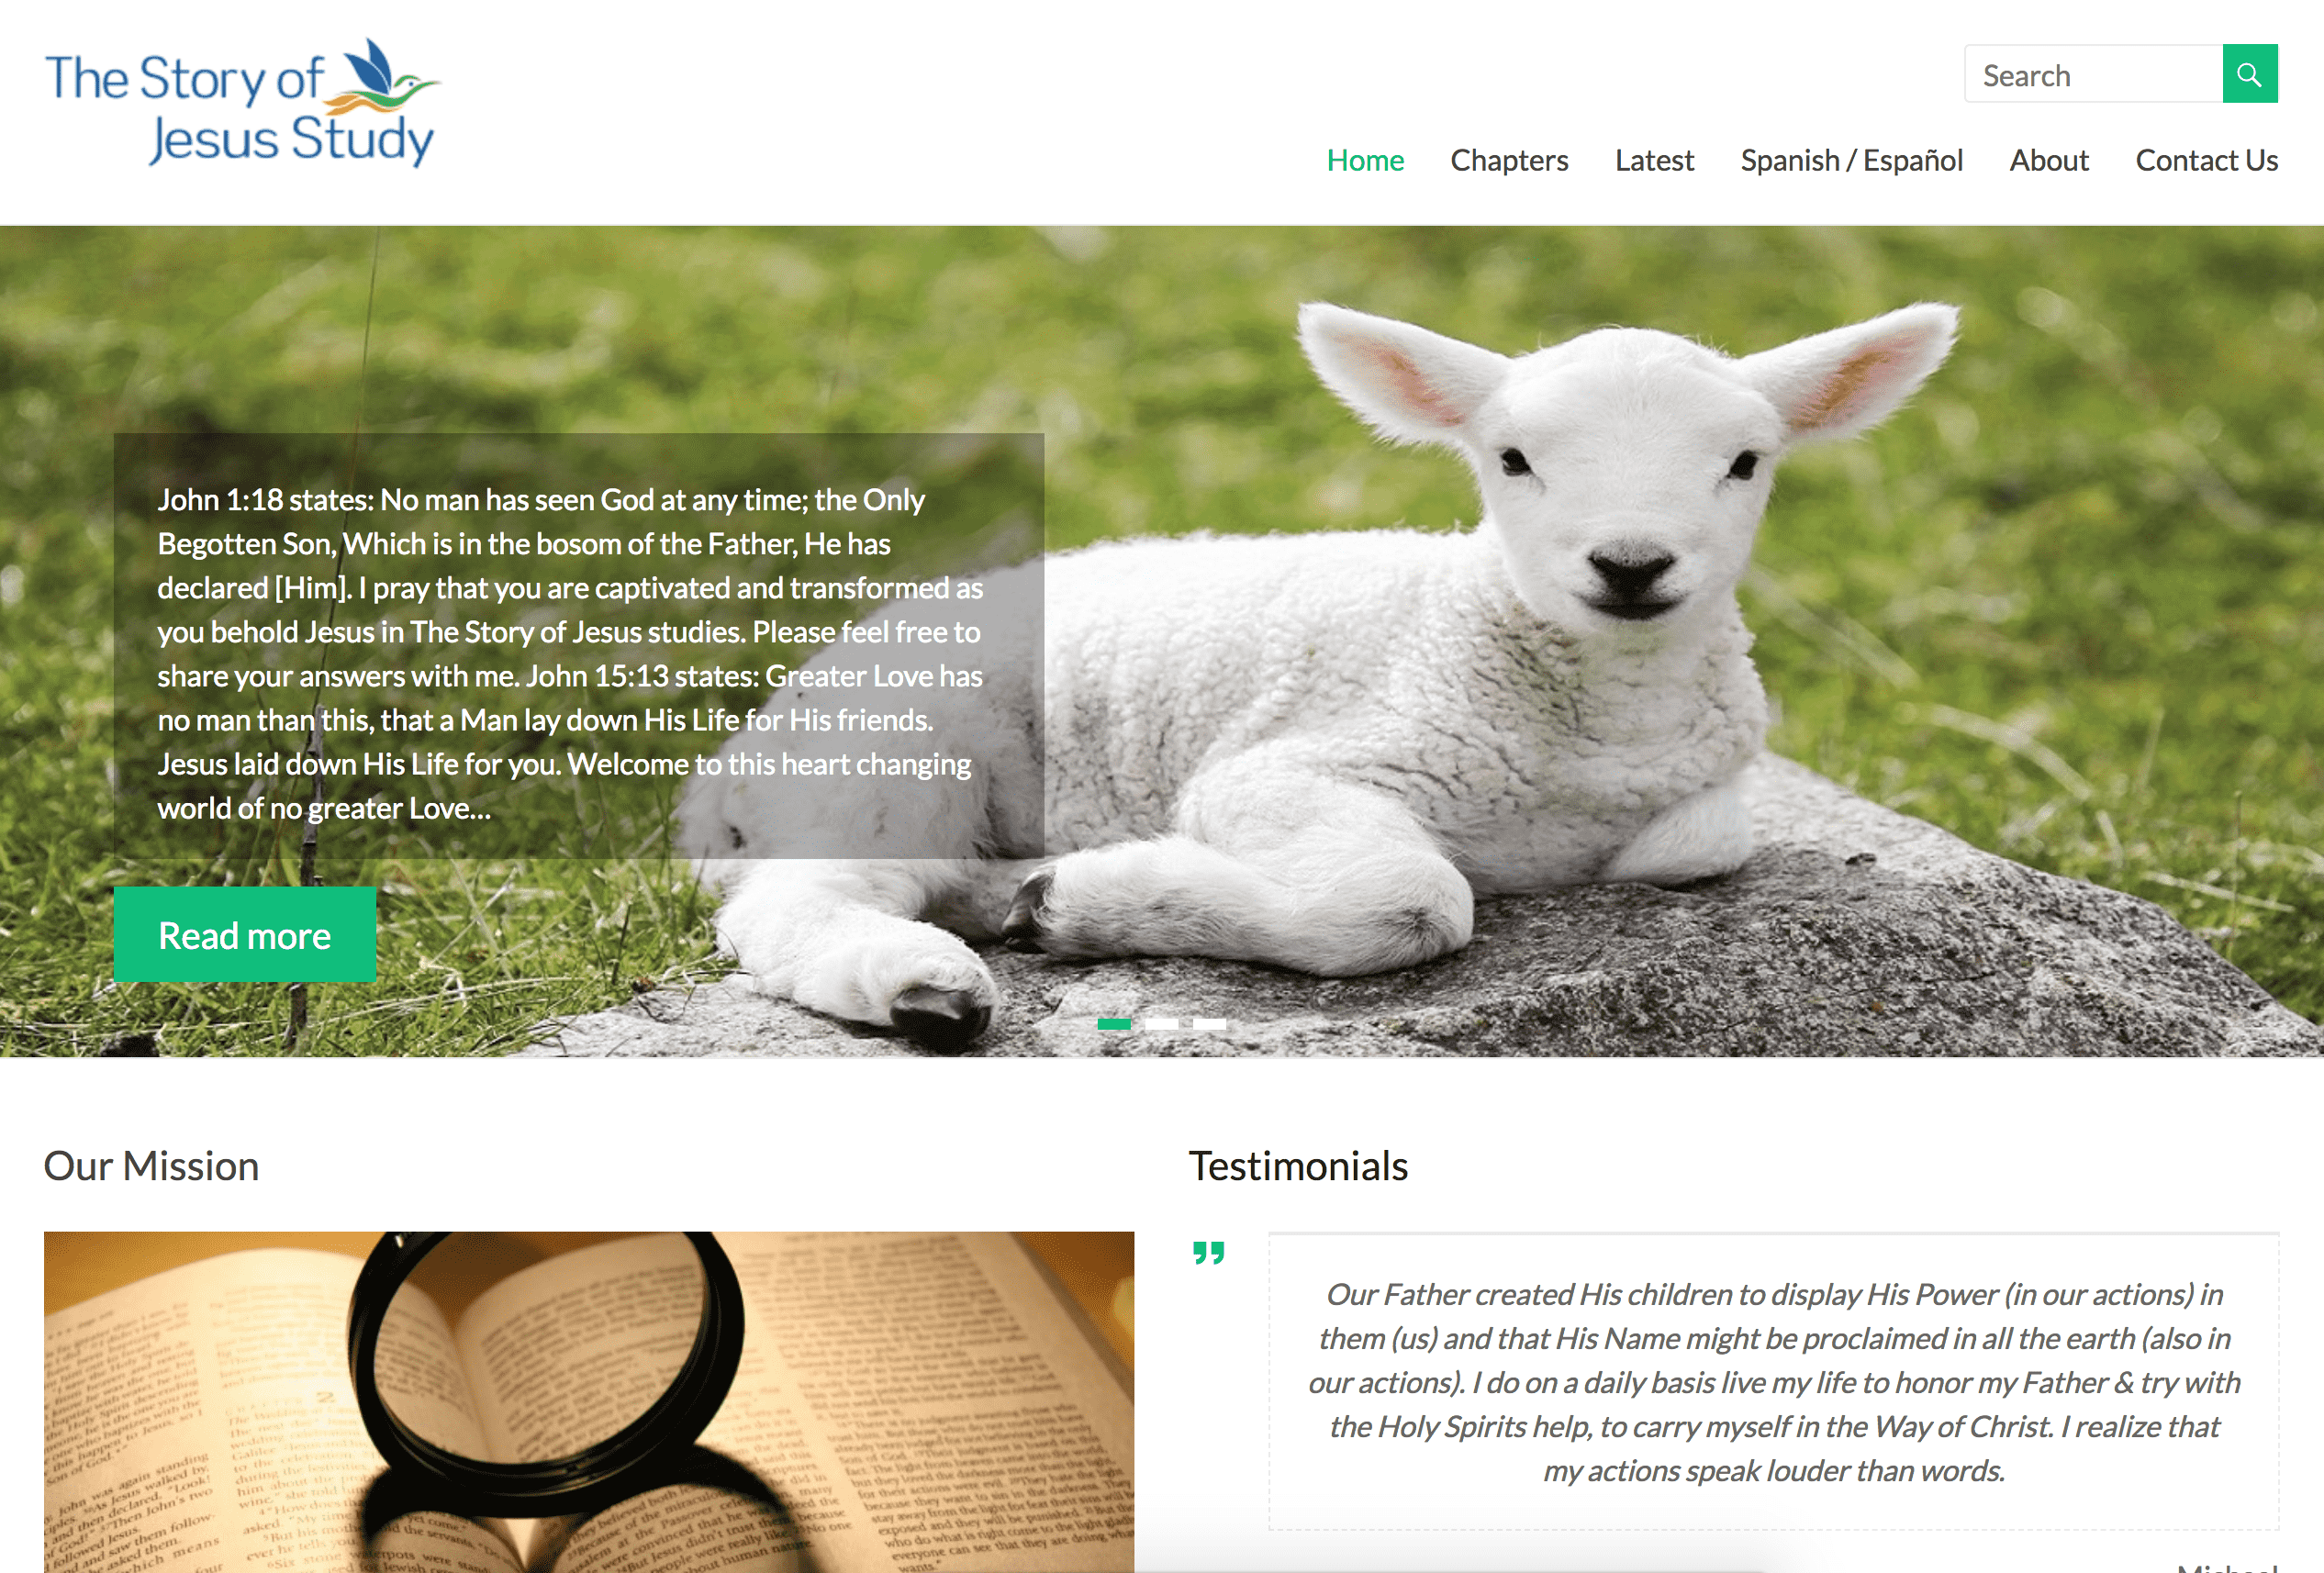 The Story of
Jesus Study
Search
Home Chapters Latest Spanish / Español About Contact Us
John 1:18 states: No man has seen God at any time; the Only
Begotten Son, Which is in the bosom of the Father, He has
declared [Him]. I pray that you are captivated and transformed as
you behold Jesus in The Story of Jesus studies. Please feel free to
share your answers with me. John 15:13 states: Greater Love has
no man than this, that a Man lay down His Life for His friends.
Jesus laid down His Life for you. Welcome to this heart changing
world of no greater Love...
Read more
Our Mission
Testimonials
Our Father created His children to display His Power (in our actions) in
them (us) and that His Name might be proclaimed in all the earth (also in
our actions). I do on a daily basis live my life to honor my Father & try with
the Holy Spirits help, to carry myself in the Way of Christ. I realize that
my actions speak louder than words.